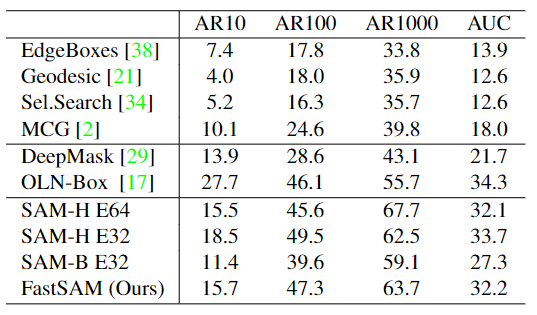 AR10 AR100 AR1000 AUC
EdgeBoxes [38] 7.4 17.8 33.8 13.9
Geodesic [21] 4.0 18.0 35.9 12.6
Sel.Search [34] 5.2 16.3 35.7 12.6
MCG [2] 10.1 24.6 39.8 18.0
DeepMask [29] 13.9 28.6 43.1 21.7
OLN-Box [17] 27.7 46.1 55.7 34.3
SAM-H E64 15.5 45.6 67.7 32.1
SAM-H E32 18.5 49.5 62.5 33.7
SAM-B E32 11.4 39.6 59.1 27.3
FastSAM (Ours) 15.7 47.3 63.7 32.2